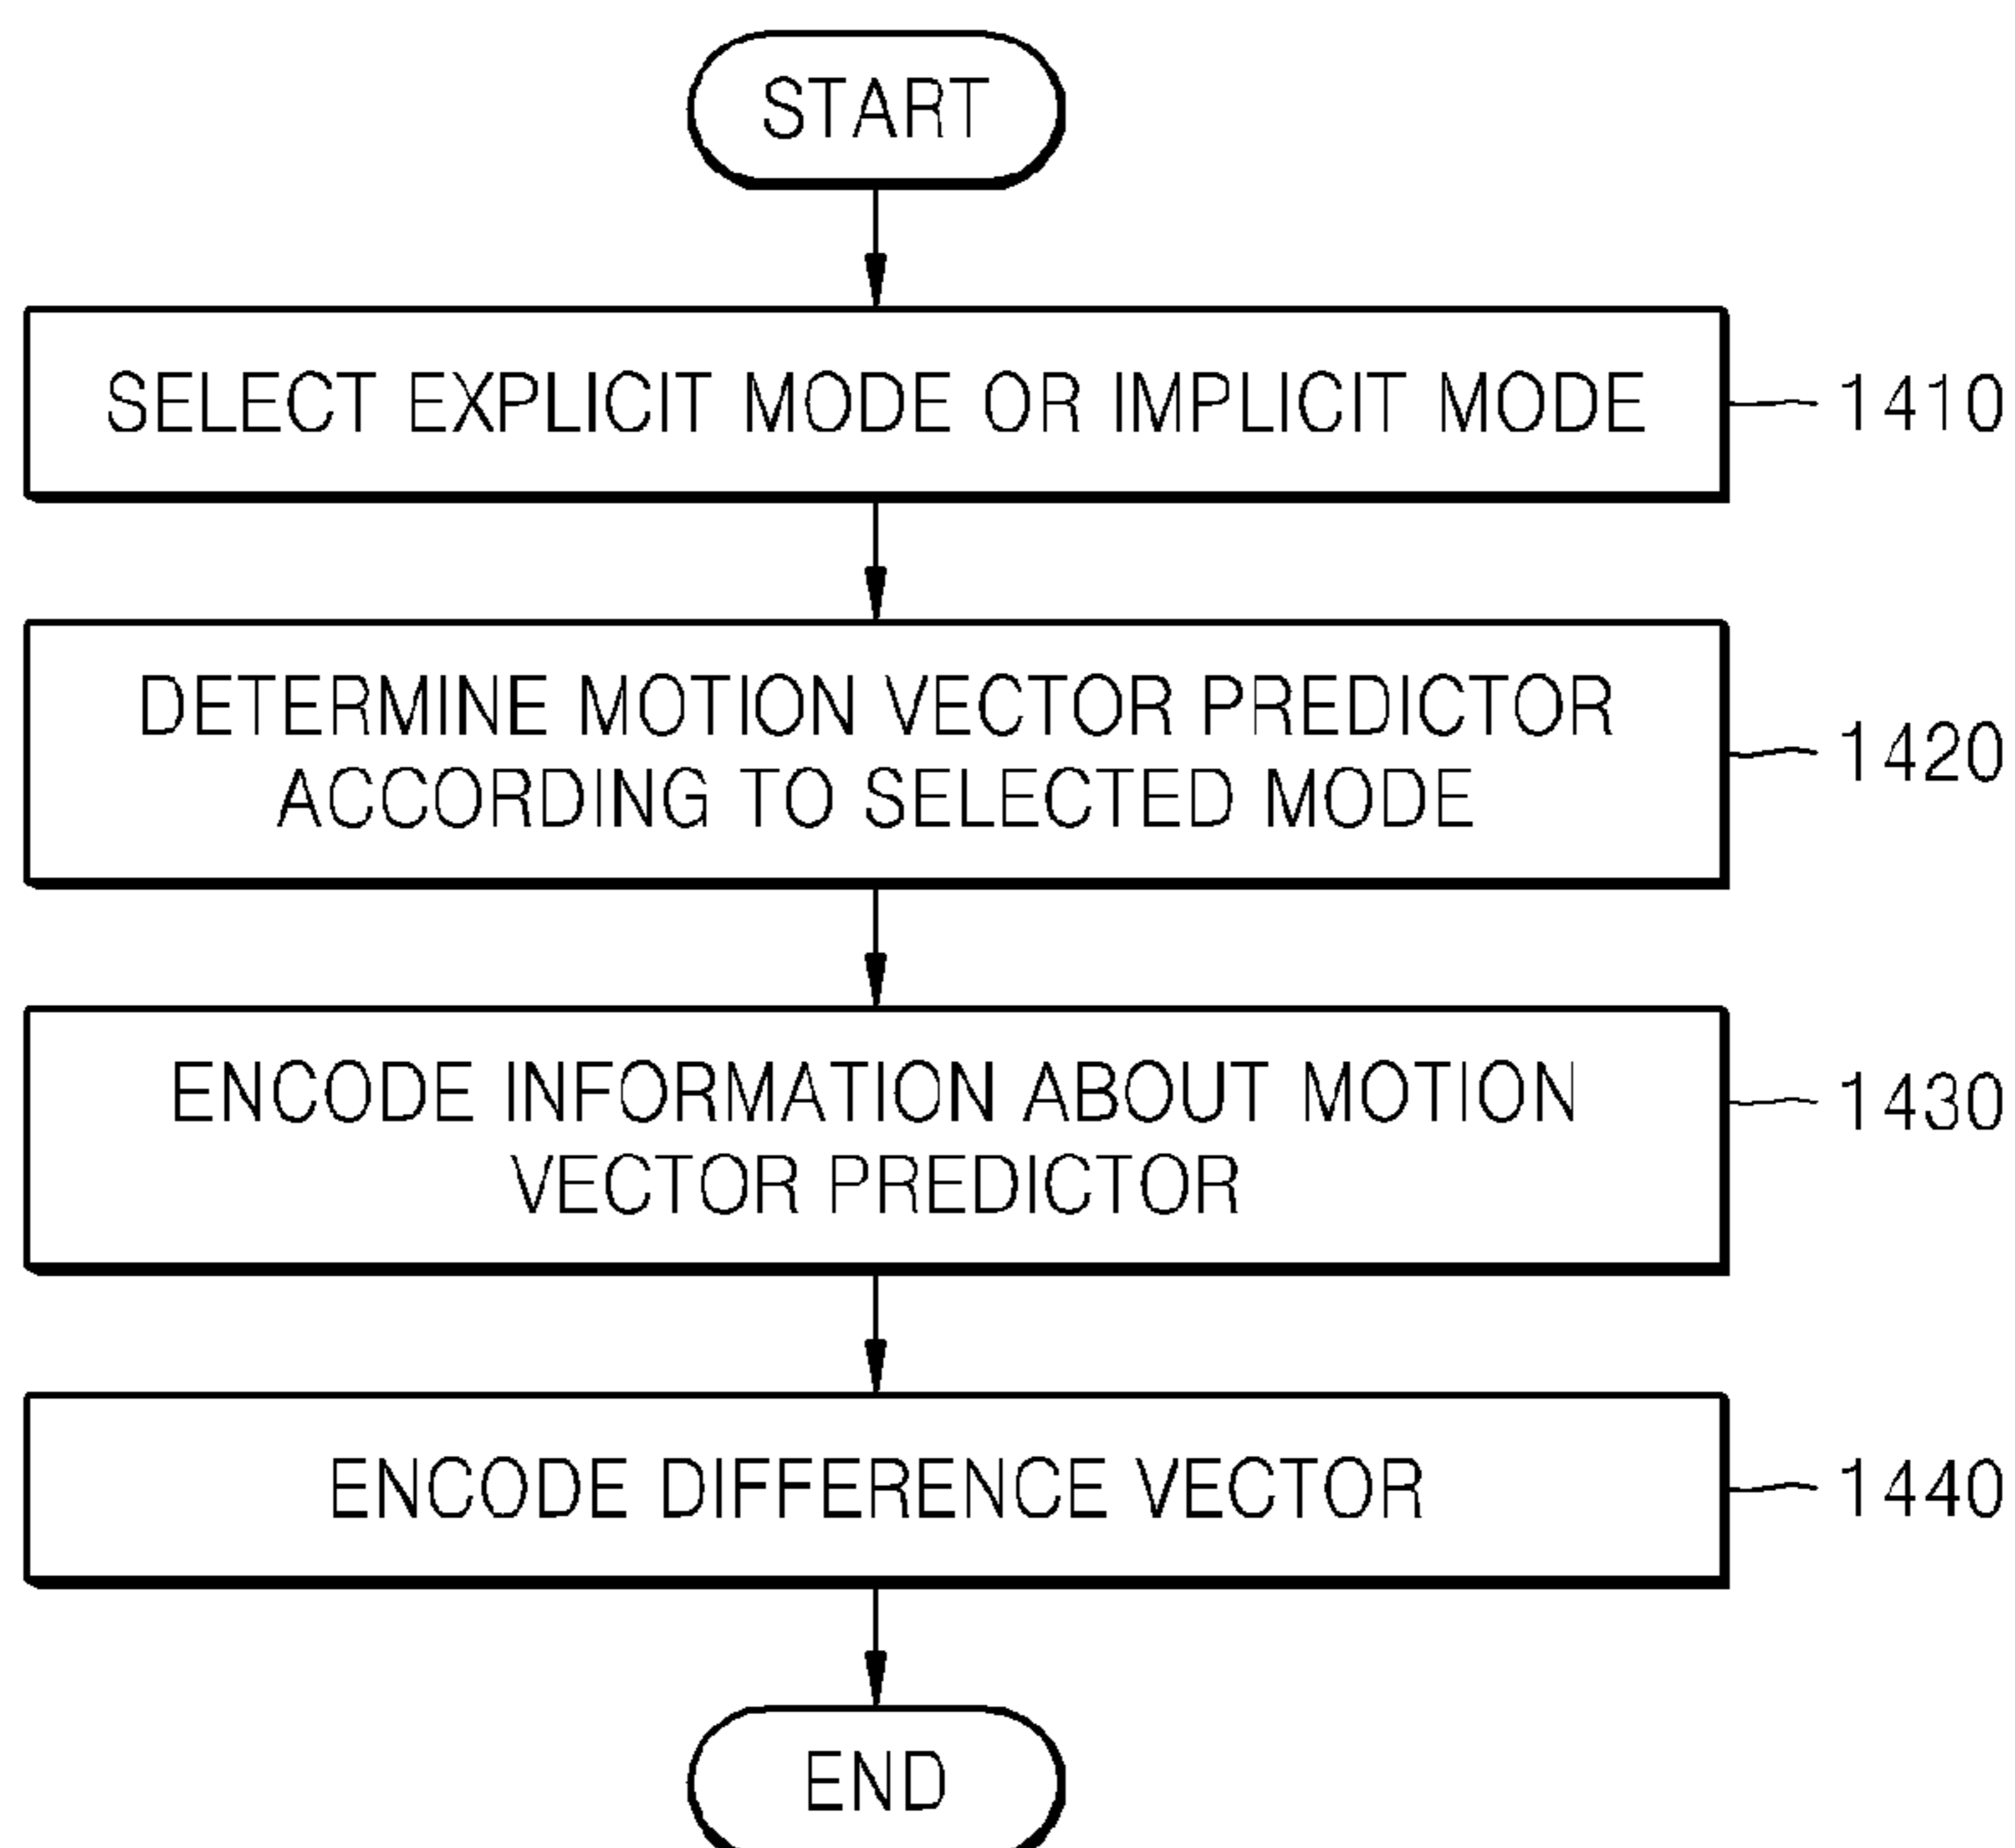 START
SELECT EXPLICIT MODE OR IMPLICIT MODE
1410
DETERMINE MOTION VECTOR PREDICTOR
ACCORDING TO SELECTED MODE
1420
ENCODE INFORMATION ABOUT MOTION
VECTOR PREDICTOR
1430
ENCODE DIFFERENCE VECTOR
1440
END